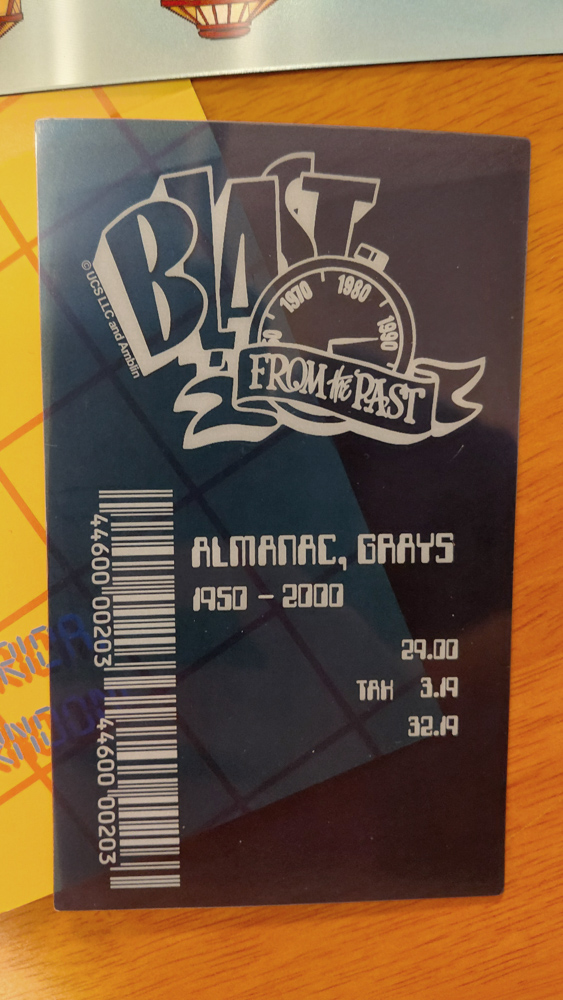 BLAST
1970 1980 1990
FROM the PAST
© UCS LLC and Amblin
ALMANAC, GRAYS
1950 - 2000
29.00
TAX 3.19
32.19
44600 00203
44600 00203